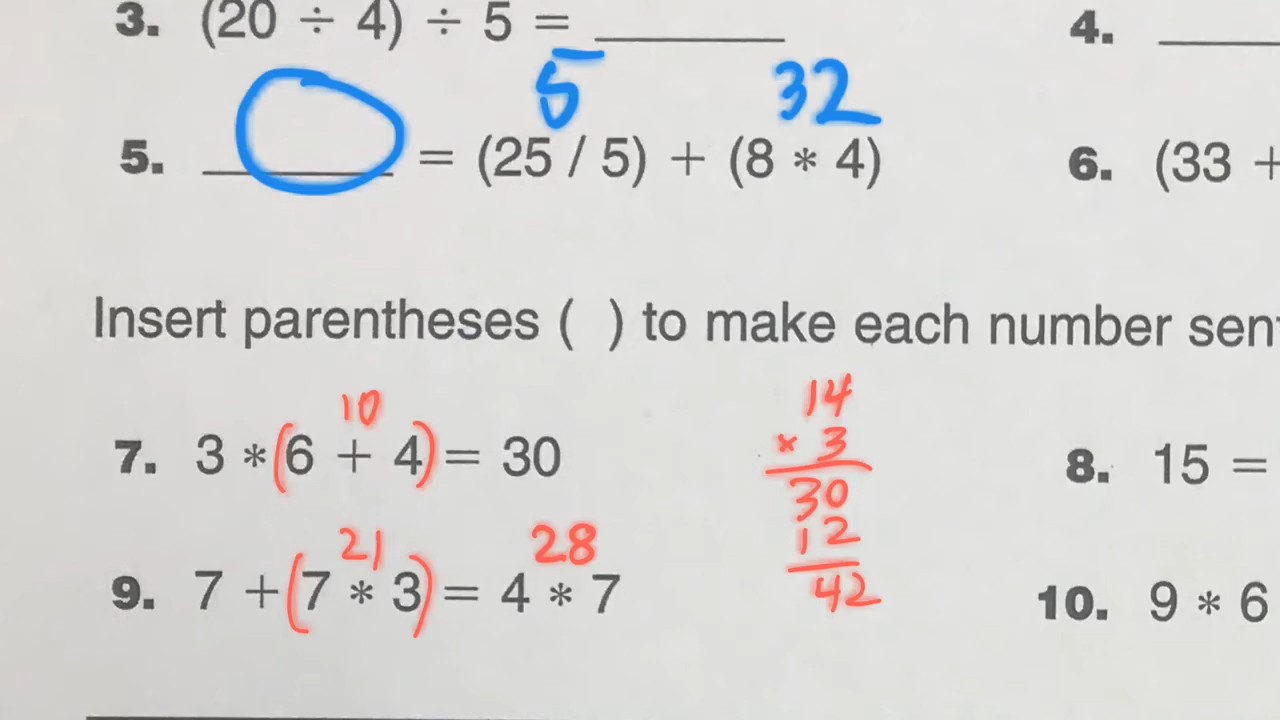 3. (20 ÷ 4) ÷ 5 = ________
4. ____
5 32
5. ________ = (25 / 5) + (8 * 4)
6. (33 +
Insert parentheses ( ) to make each number sen
10
7. 3 * (6 + 4) = 30
14
× 3
30
12
42
8. 15 =
21 28
9. 7 + (7 * 3) = 4 * 7
10. 9 * 6